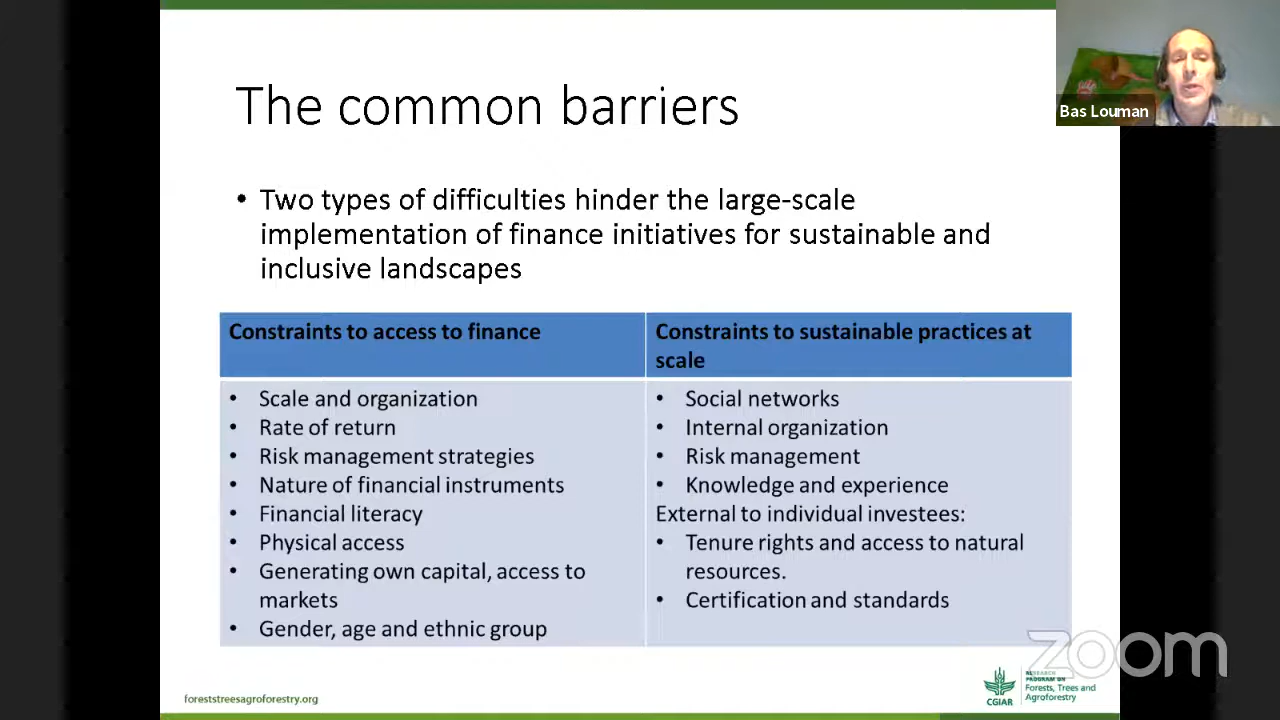 The common barriers
Bas Louman
• Two types of difficulties hinder the large-scale
implementation of finance initiatives for sustainable and
inclusive landscapes
Constraints to access to finance
• Scale and organization
• Rate of return
• Risk management strategies
• Nature of financial instruments
• Financial literacy
• Physical access
• Generating own capital, access to
markets
• Gender, age and ethnic group
Constraints to sustainable practices at
scale
• Social networks
• Internal organization
• Risk management
• Knowledge and experience
External to individual investees:
• Tenure rights and access to natural
resources.
• Certification and standards
zoom
foreststreesagroforestry.org
CGIAR
RESEARCH
PROGRAM ON
Forests, Trees and
Agroforestry